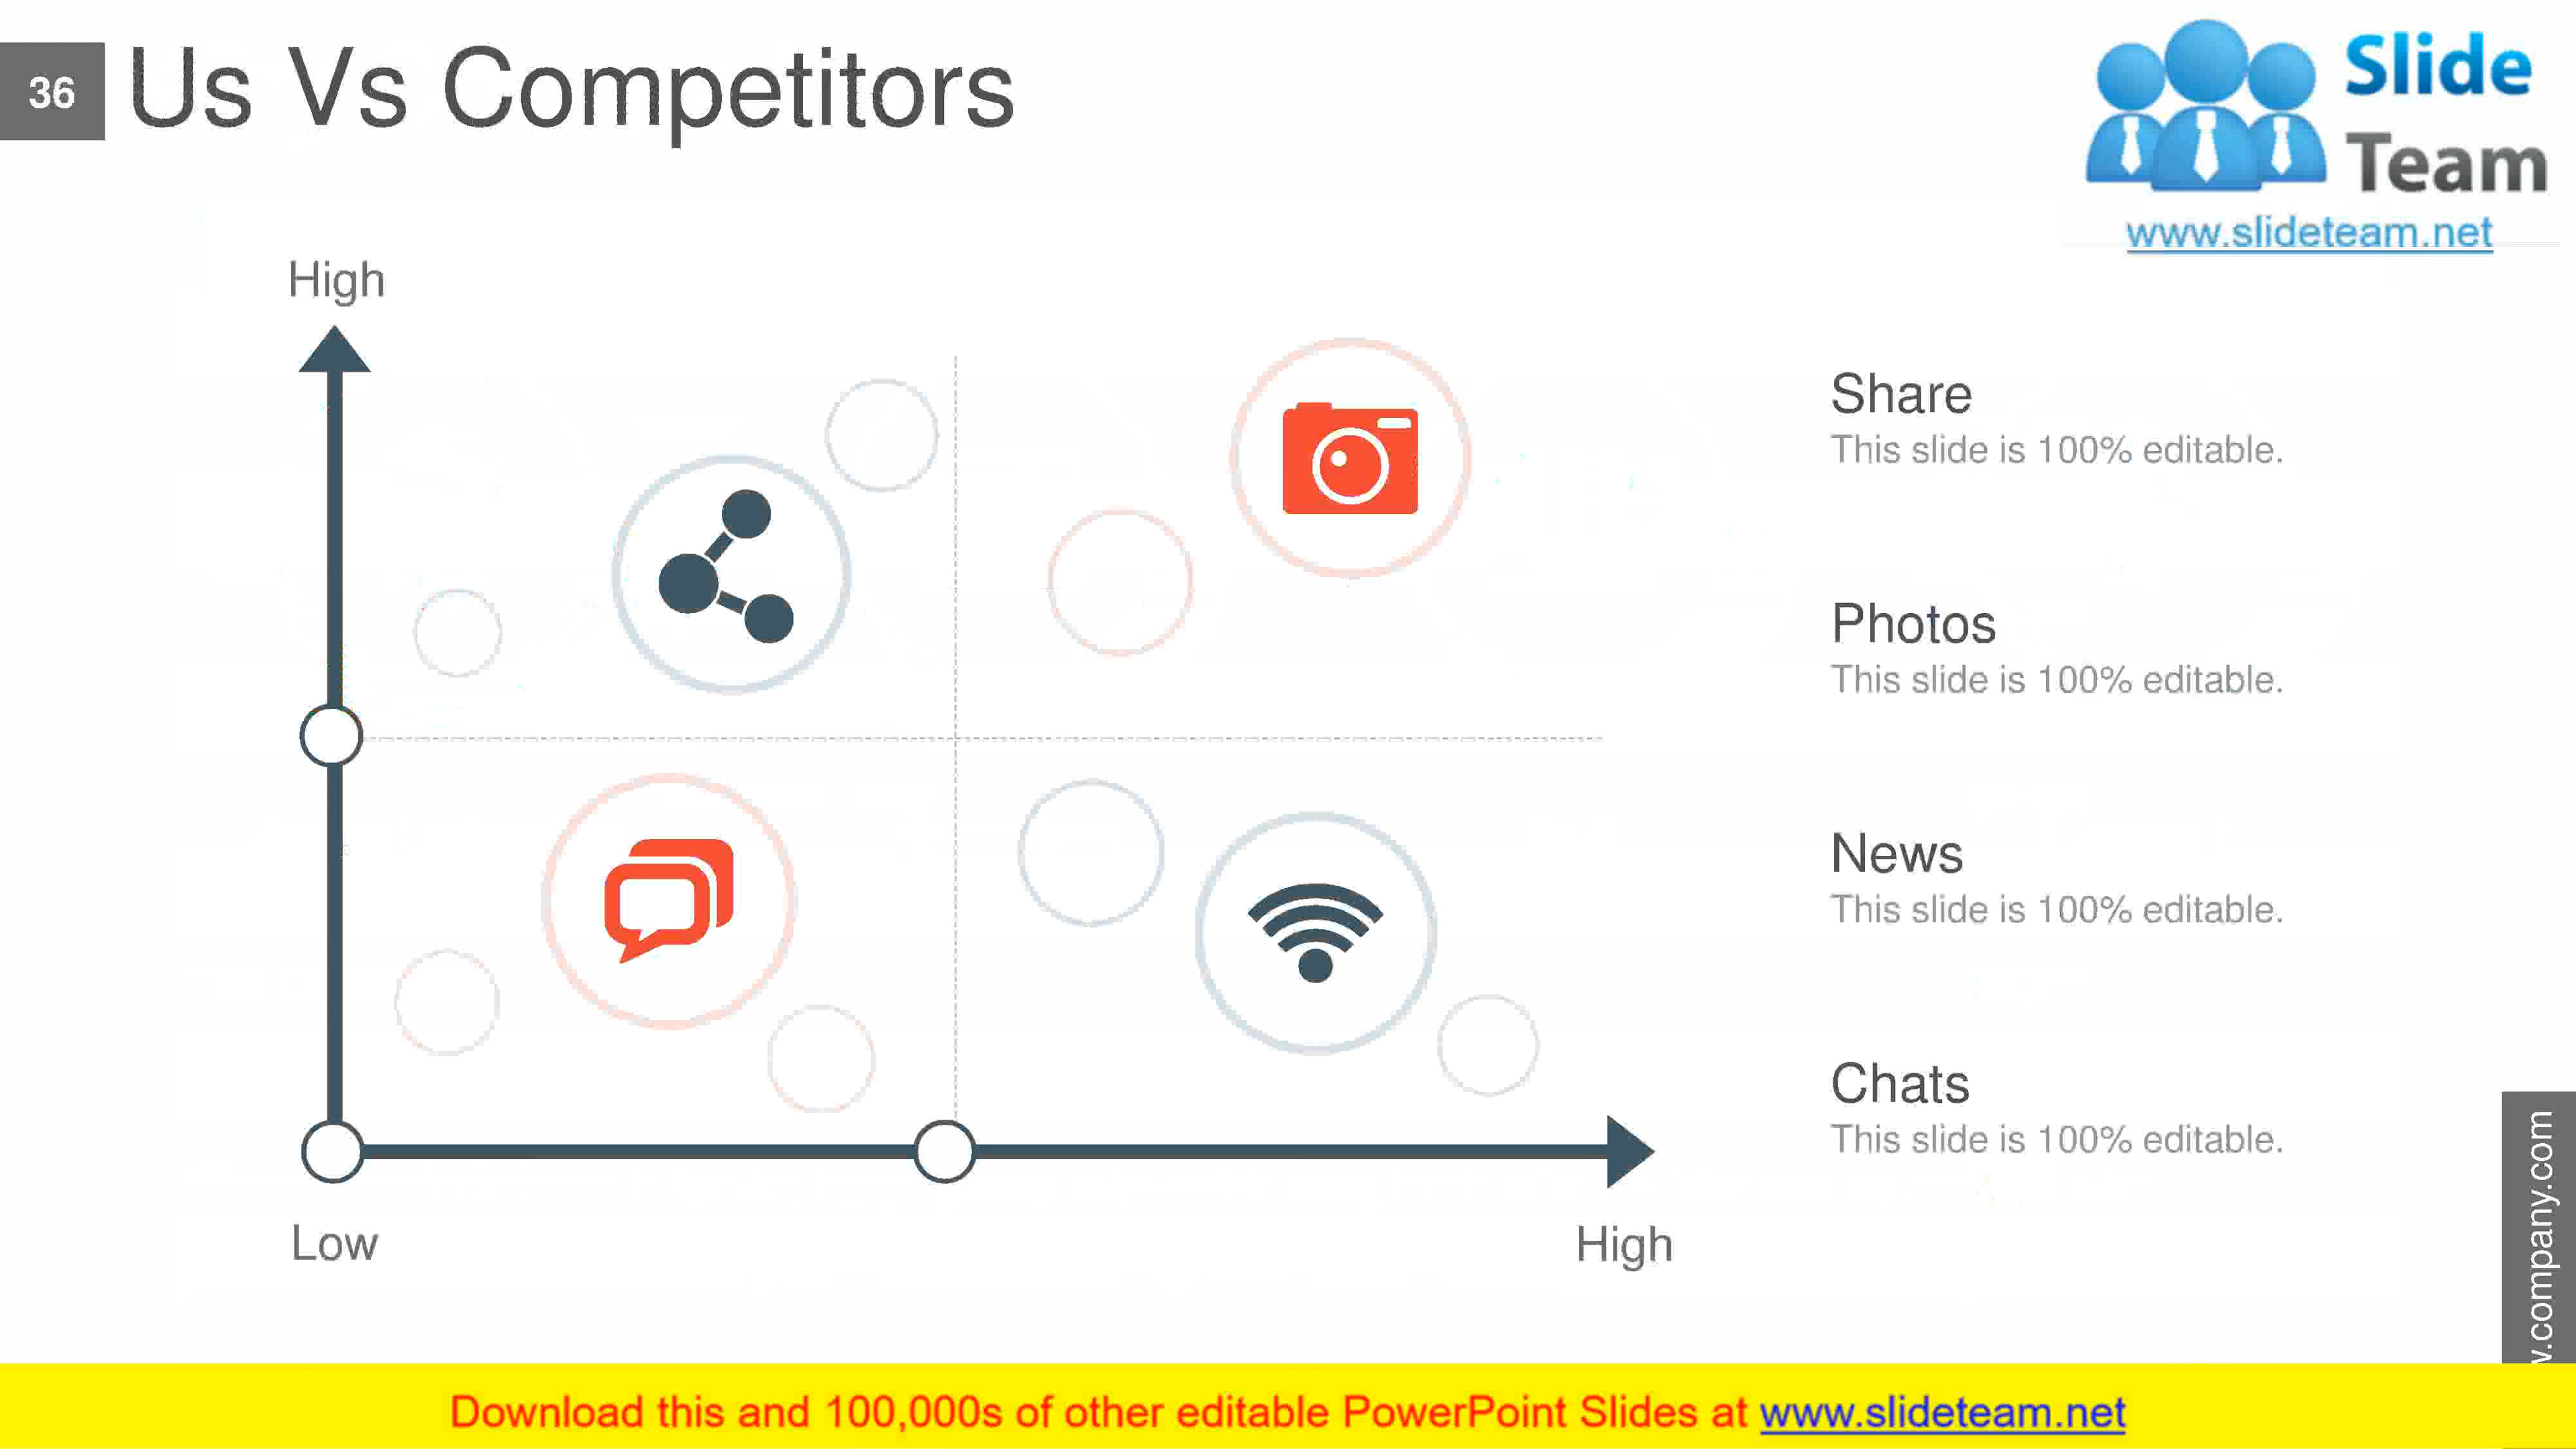 36
Us Vs Competitors
Slide
Team
www.slideteam.net
High
Share
This slide is 100% editable.
Photos
This slide is 100% editable.
News
This slide is 100% editable.
Chats
This slide is 100% editable.
Low
High
.company.com
Download this and 100,000s of other editable PowerPoint Slides at www.slideteam.net